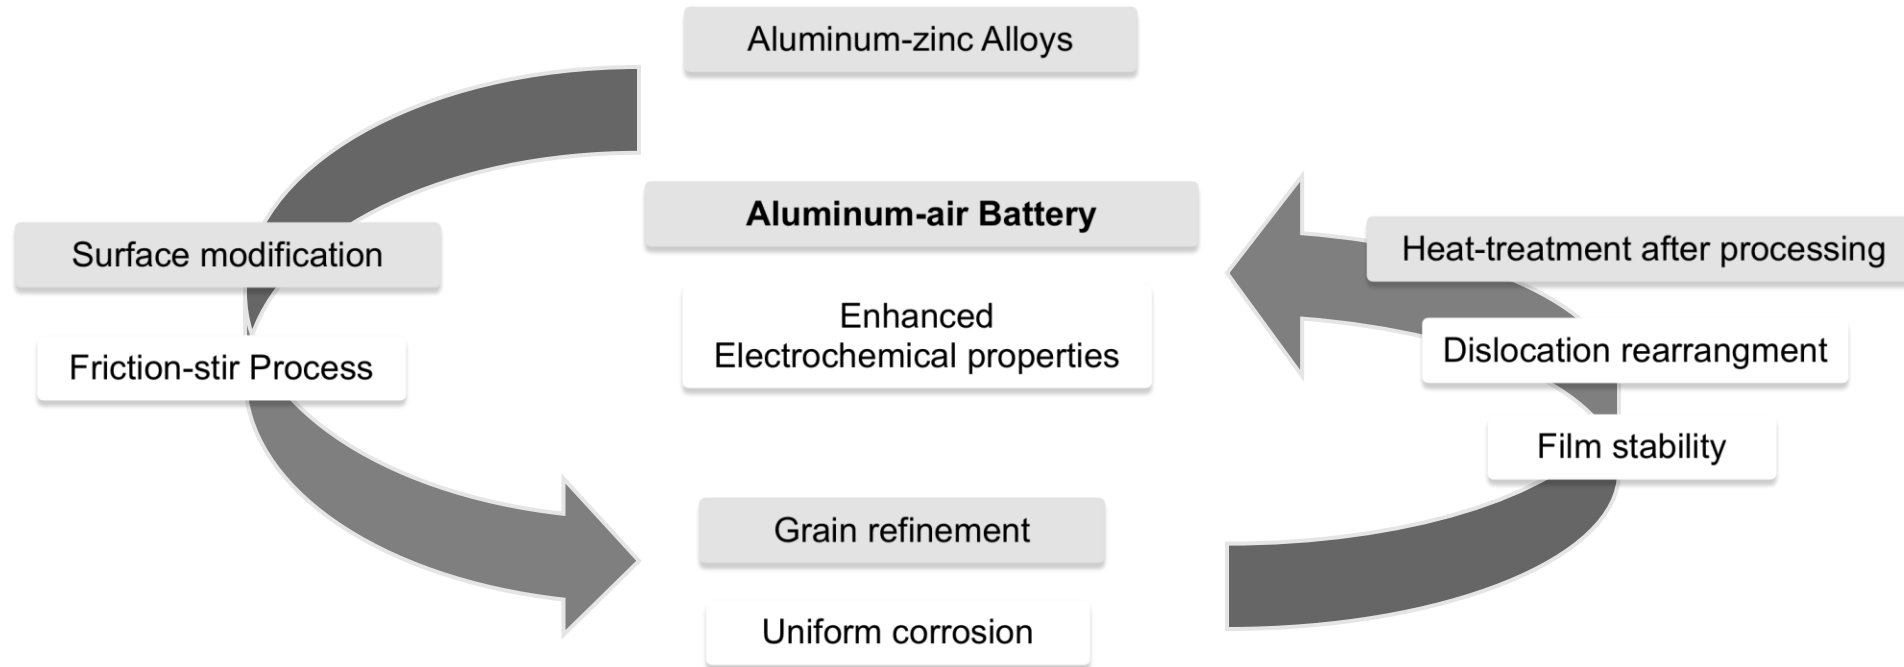 Aluminum-zinc Alloys
Surface modification
Friction-stir Process
Grain refinement
Uniform corrosion
Heat-treatment after processing
Dislocation rearrangment
Film stability
Aluminum-air Battery
Enhanced
Electrochemical properties